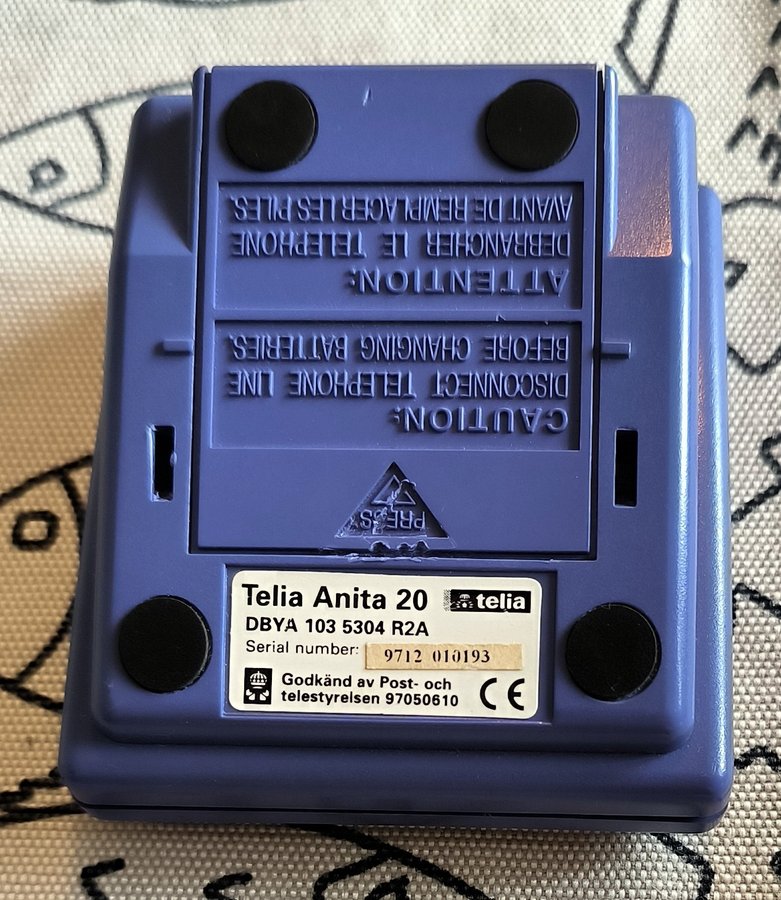 ATTENTION:
DEBRANCHER LE TELEPHONE
AVANT DE REMPLACER LES PILES.
CAUTION:
DISCONNECT TELEPHONE LINE
BEFORE CHANGING BATTERIES.
PRESS
Telia Anita 20 telia
DBYA 103 5304 R2A
Serial number: 9712 010193
Godkänd av Post- och
telestyrelsen 97050610 CE